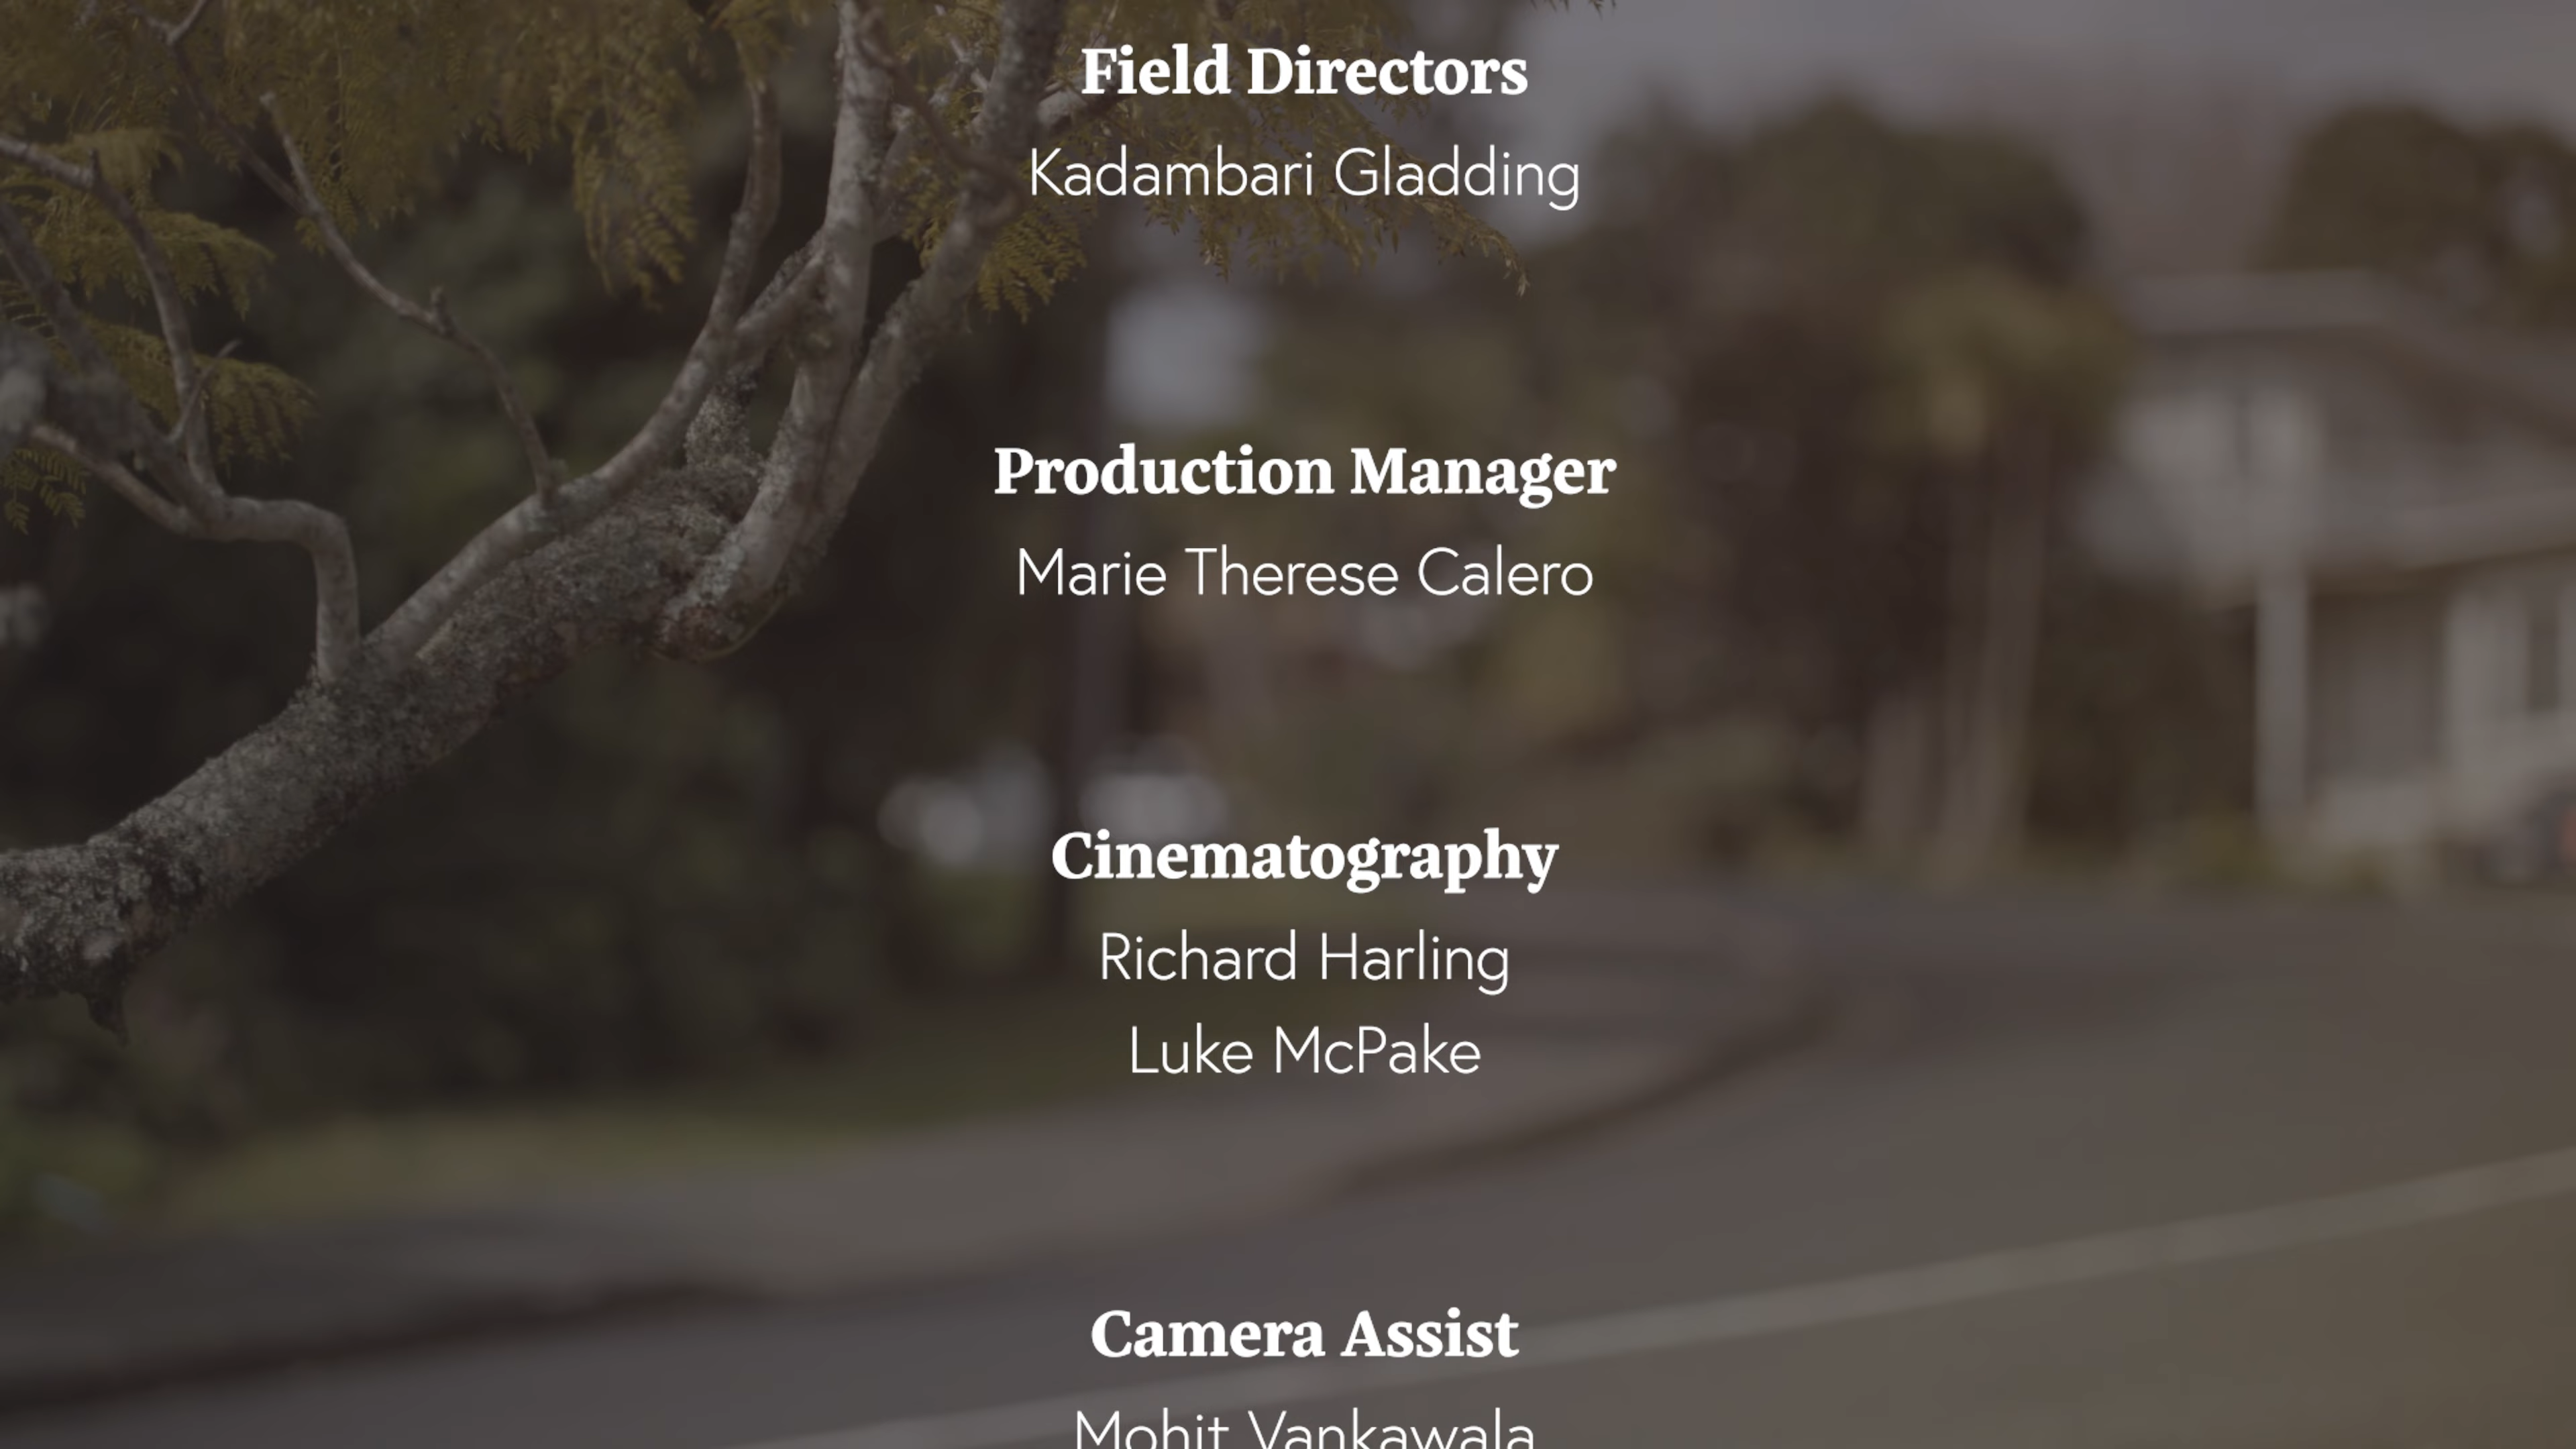 Field Directors
Kadambari Gladding
Production Manager
Marie Therese Calero
Cinematography
Richard Harling
Luke McPake
Camera Assist
Mohit Vankawala